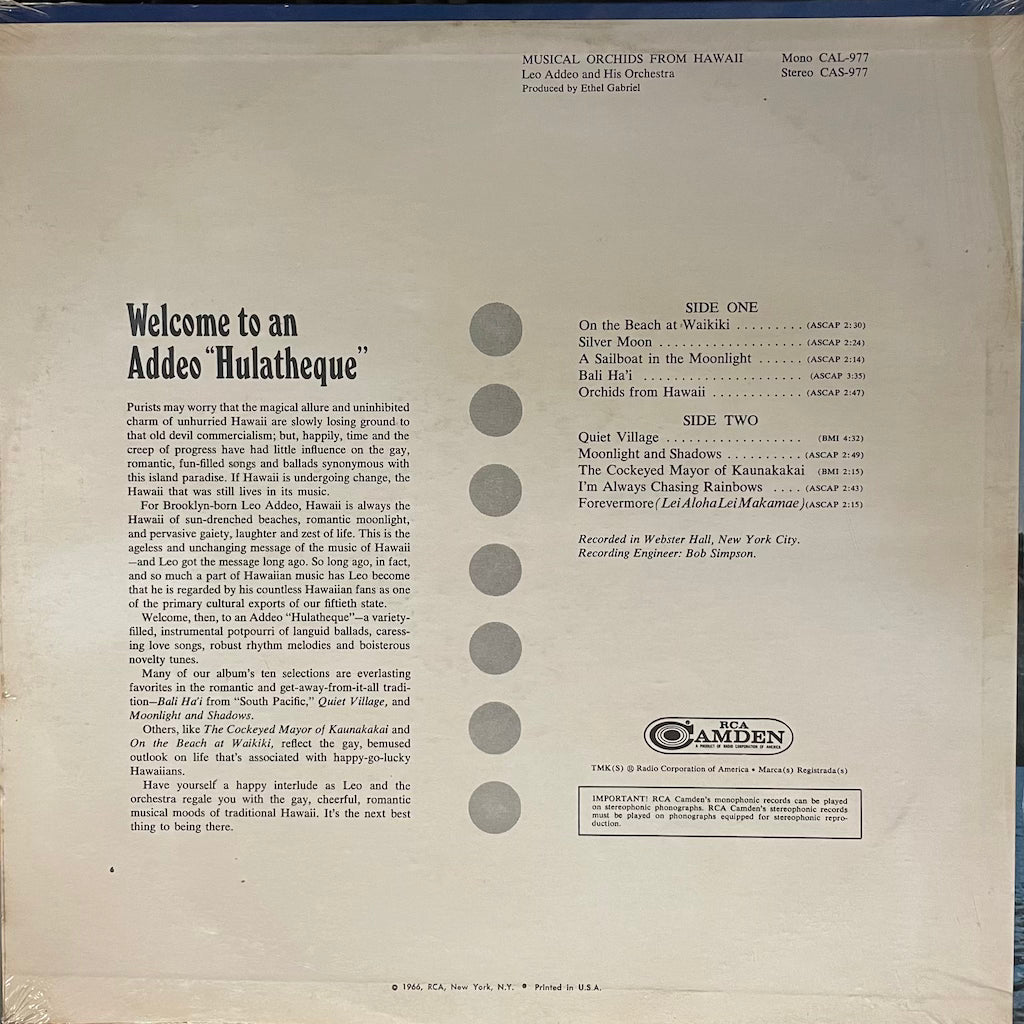 MUSICAL ORCHIDS FROM HAWAII Mono CAL-977
Leo Addeo and His Orchestra Stereo CAS-977
Produced by Ethel Gabriel
Welcome to an
Addeo “Hulatheque”
Purists may worry that the magical allure and uninhibited
charm of unhurried Hawaii are slowly losing ground to
that old devil commercialism; but, happily, time and the
creep of progress have had little influence on the gay,
romantic, fun-filled songs and ballads synonymous with
this island paradise. If Hawaii is undergoing change, the
Hawaii that was still lives in its music.
For Brooklyn-born Leo Addeo, Hawaii is always the
Hawaii of sun-drenched beaches, romantic moonlight,
and pervasive gaiety, laughter and zest of life. This is the
ageless and unchanging message of the music of Hawaii
—and Leo got the message long ago. So long ago, in fact,
and so much a part of Hawaiian music has Leo become
that he is regarded by his countless Hawaiian fans as one
of the primary cultural exports of our fiftieth state.
Welcome, then, to an Addeo “Hulatheque”—a variety-
filled, instrumental potpourri of languid ballads, caress-
ing love songs, robust rhythm melodies and boisterous
novelty tunes.
Many of our album’s ten selections are everlasting
favorites in the romantic and get-away-from-it-all tradi-
tion—Bali Ha’i from “South Pacific,” Quiet Village, and
Moonlight and Shadows.
Others, like The Cockeyed Mayor of Kaunakakai and
On the Beach at Waikiki, reflect the gay, bemused
outlook on life that’s associated with happy-go-lucky
Hawaiians.
Have yourself a happy interlude as Leo and the
orchestra regale you with the gay, cheerful, romantic
musical moods of traditional Hawaii. It’s the next best
thing to being there.
6
SIDE ONE
On the Beach at Waikiki . . . . . . . . . (ASCAP 2:30)
Silver Moon . . . . . . . . . . . . . . . . . . . (ASCAP 2:24)
A Sailboat in the Moonlight . . . . . . (ASCAP 2:14)
Bali Ha’i . . . . . . . . . . . . . . . . . . . . . (ASCAP 3:35)
Orchids from Hawaii . . . . . . . . . . . . (ASCAP 2:47)
SIDE TWO
Quiet Village . . . . . . . . . . . . . . . . . . (BMI 4:32)
Moonlight and Shadows . . . . . . . . . . (ASCAP 2:49)
The Cockeyed Mayor of Kaunakakai (BMI 2:15)
I’m Always Chasing Rainbows . . . . (ASCAP 2:43)
Forevermore (Lei Aloha Lei Makamae) (ASCAP 2:15)
Recorded in Webster Hall, New York City.
Recording Engineer: Bob Simpson.
RCA
CAMDEN
A PRODUCT OF RADIO CORPORATION OF AMERICA
TMK(S) ® Radio Corporation of America • Marca(s) Registrada(s)
IMPORTANT! RCA Camden’s monophonic records can be played
on stereophonic phonographs. RCA Camden’s stereophonic records
must be played on phonographs equipped for stereophonic repro-
duction.
© 1966, RCA, New York, N.Y. • Printed in U.S.A.